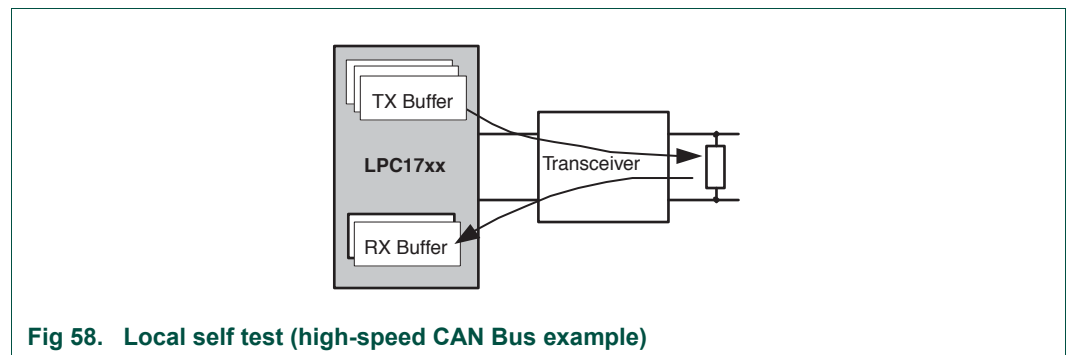 TX Buffer
LPC17xx
Transceiver
RX Buffer
Fig 58. Local self test (high-speed CAN Bus example)